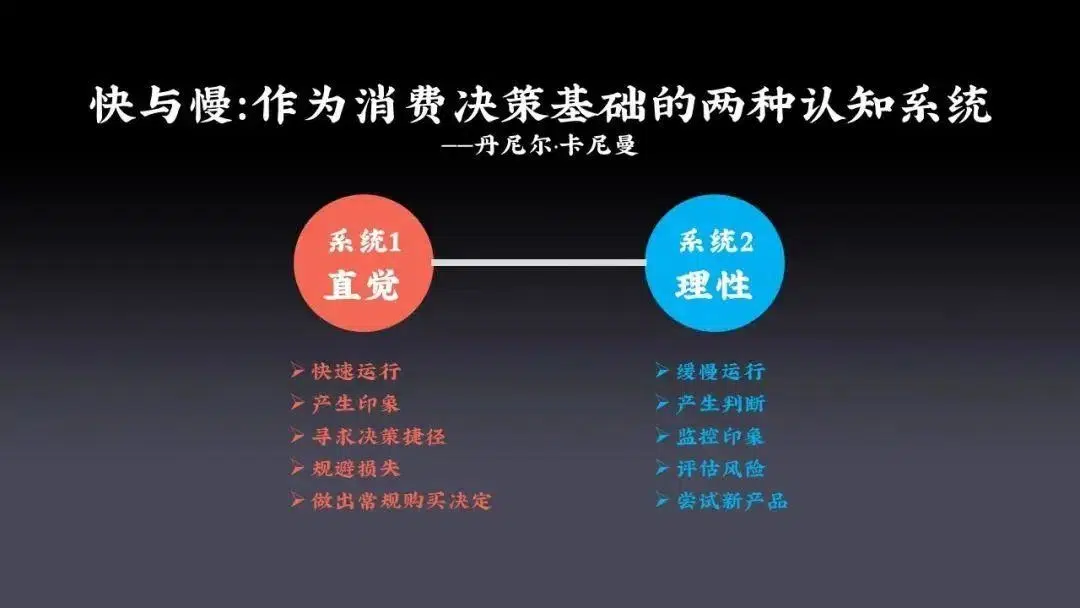 快与慢:作为消费决策基础的两种认知系统
——丹尼尔·卡尼曼
系统1
直觉
系统2
理性
➢ 快速运行
➢ 产生印象
➢ 寻求决策捷径
➢ 规避损失
➢ 做出常规购买决定
➢ 缓慢运行
➢ 产生判断
➢ 监控印象
➢ 评估风险
➢ 尝试新产品